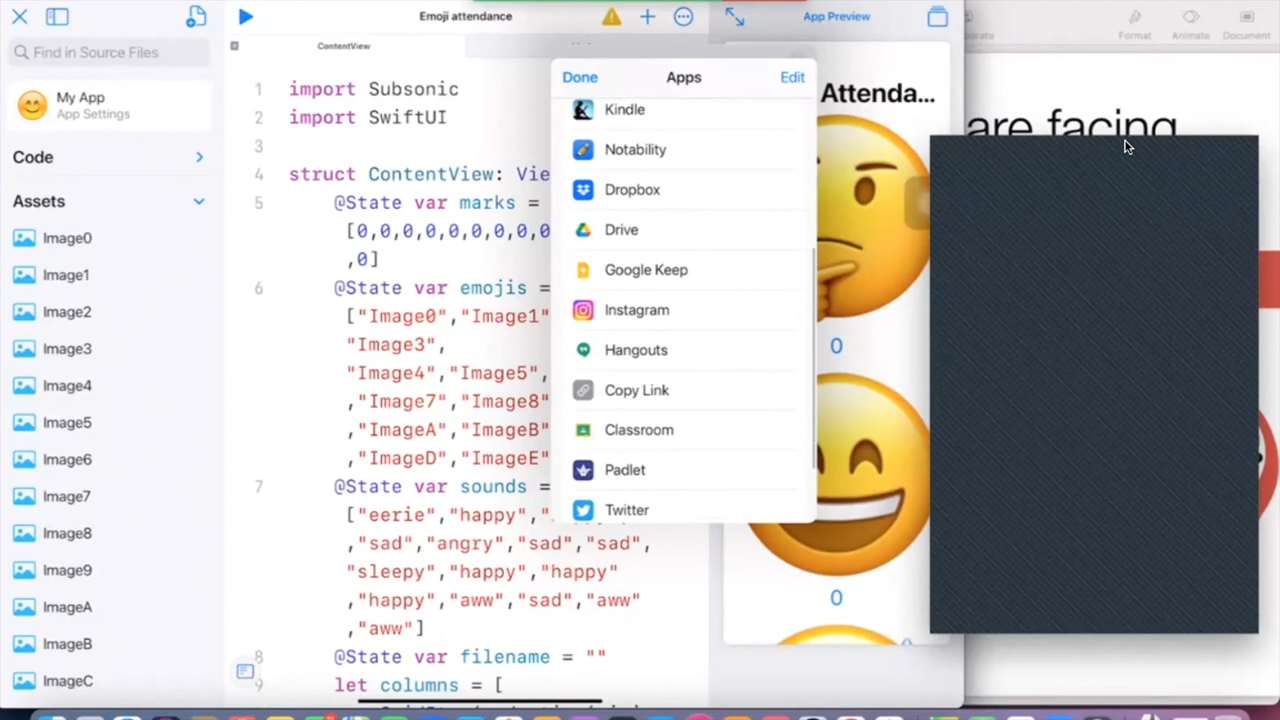 Emoji attendance
App Preview
Format
Animate
Document
Find in Source Files
My App
App Settings
Code
Assets
Image0
Image1
Image2
Image3
Image4
Image5
Image6
Image7
Image8
Image9
ImageA
ImageB
ImageC
ContentView
1 import Subsonic
2 import SwiftUI
3
4 struct ContentView: Vie
5 @State var marks =
[0,0,0,0,0,0,0,0,0
,0]
6 @State var emojis =
["Image0","Image1"
"Image3",
"Image4","Image5",
,"Image7","Image8"
,"ImageA","ImageB"
,"ImageD","ImageE"
7 @State var sounds =
["eerie","happy",
,"sad","angry","sad","sad",
"sleepy","happy","happy"
,"happy","aww","sad","aww"
,"aww"]
8 @State var filename = ""
9 let columns = [
Done
Apps
Edit
Kindle
Notability
Dropbox
Drive
Google Keep
Instagram
Hangouts
Copy Link
Classroom
Padlet
Twitter
Attenda...
0
0
are facing